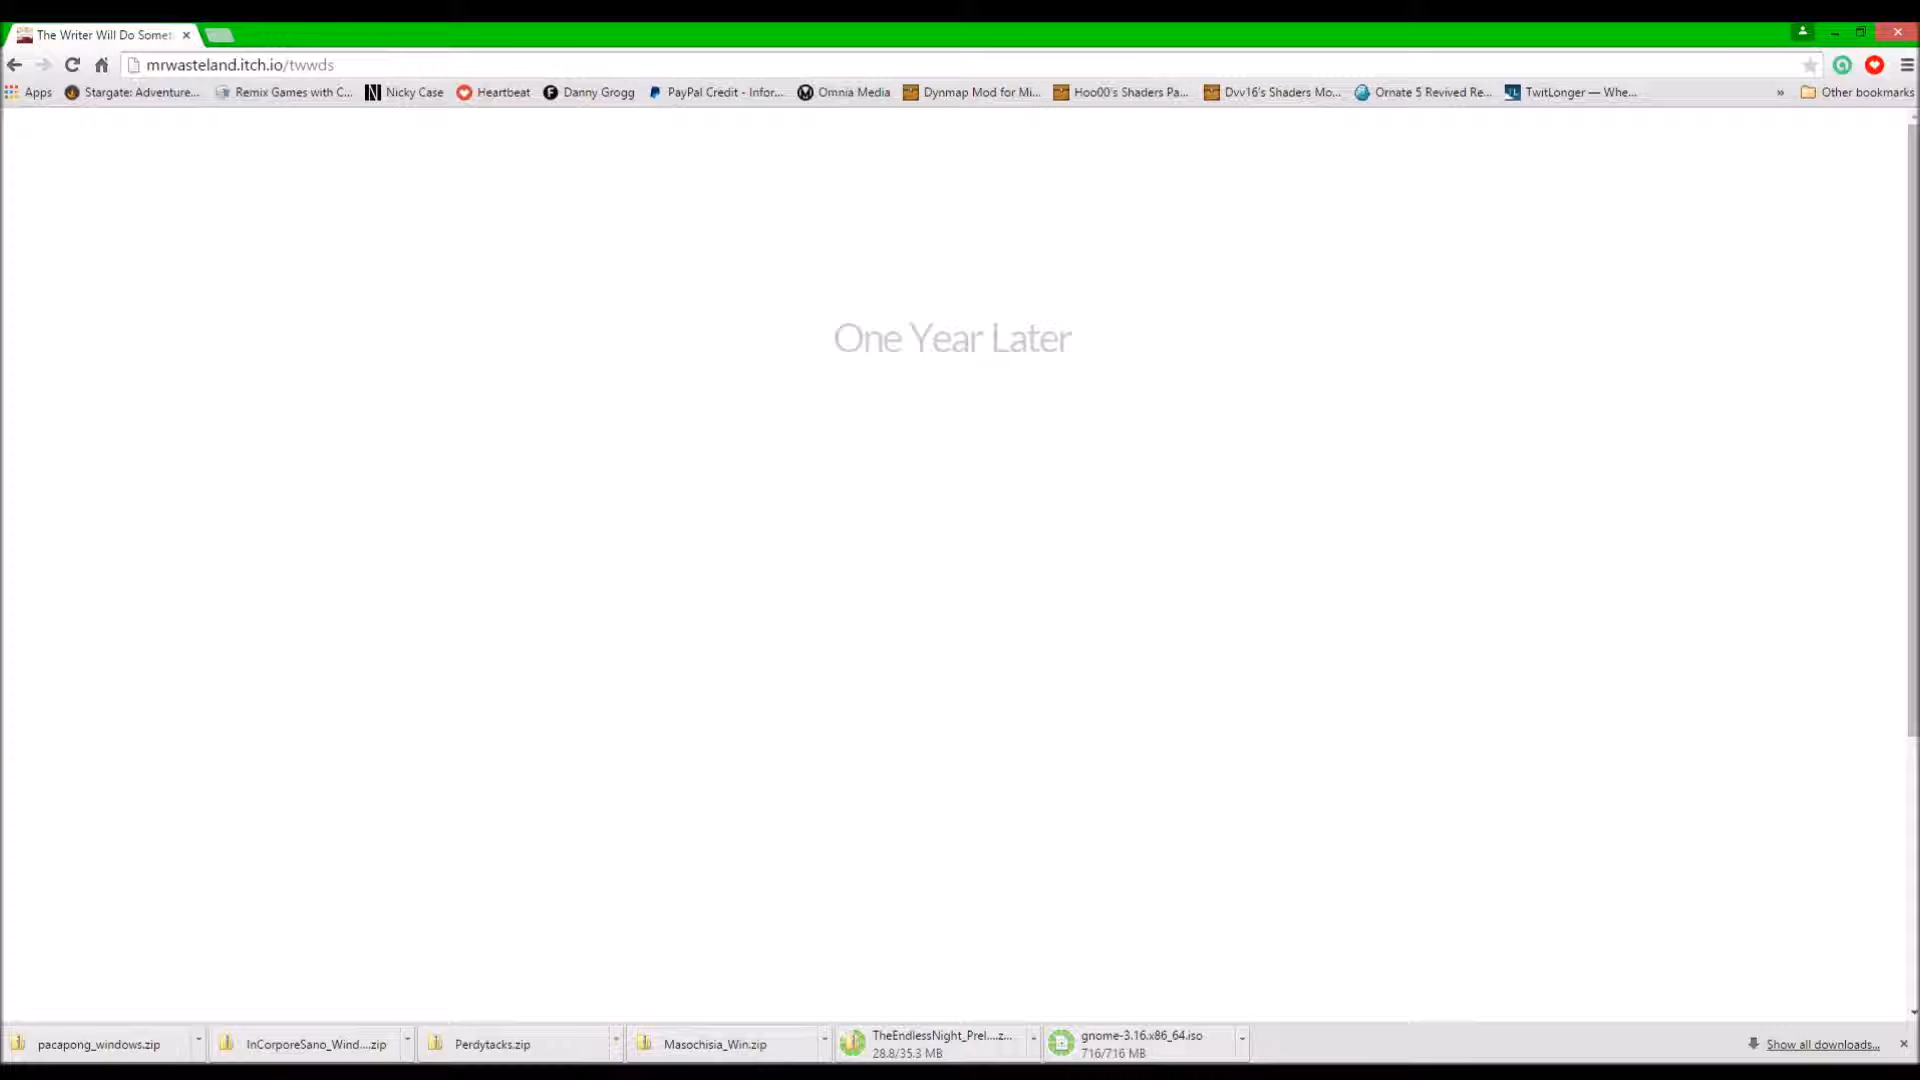 The Writer Will Do Somet
mrwasteland.itch.io/twwds
Apps Stargate: Adventure... Remix Games with C... Nicky Case Heartbeat Danny Grogg PayPal Credit - Infor... Omnia Media Dynmap Mod for Mi... Hoo00's Shaders Pa... Dvv16's Shaders Mo... Ornate 5 Revived Re... TwitLonger — Whe... » Other bookmarks
One Year Later
pacapong_windows.zip InCorporeSano_Wind....zip Perdytacks.zip Masochisia_Win.zip TheEndlessNight_Prel....z... gnome-3.16.x86_64.iso Show all downloads...
28.8/35.3 MB 716/716 MB